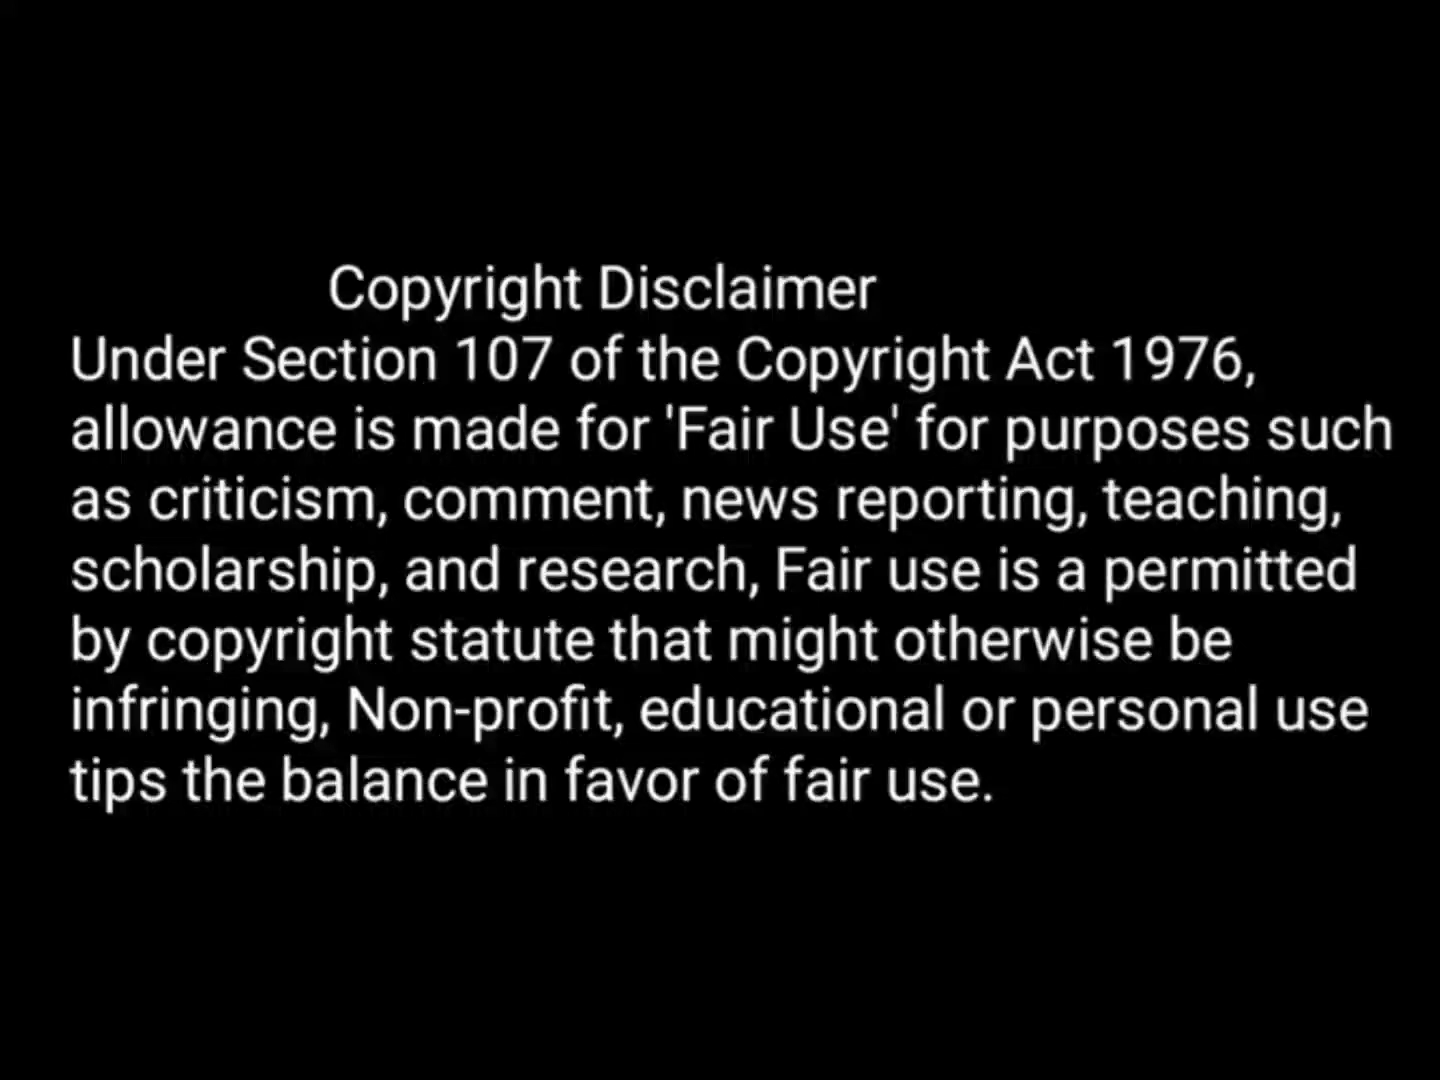 Copyright Disclaimer
Under Section 107 of the Copyright Act 1976,
allowance is made for 'Fair Use' for purposes such
as criticism, comment, news reporting, teaching,
scholarship, and research, Fair use is a permitted
by copyright statute that might otherwise be
infringing, Non-profit, educational or personal use
tips the balance in favor of fair use.